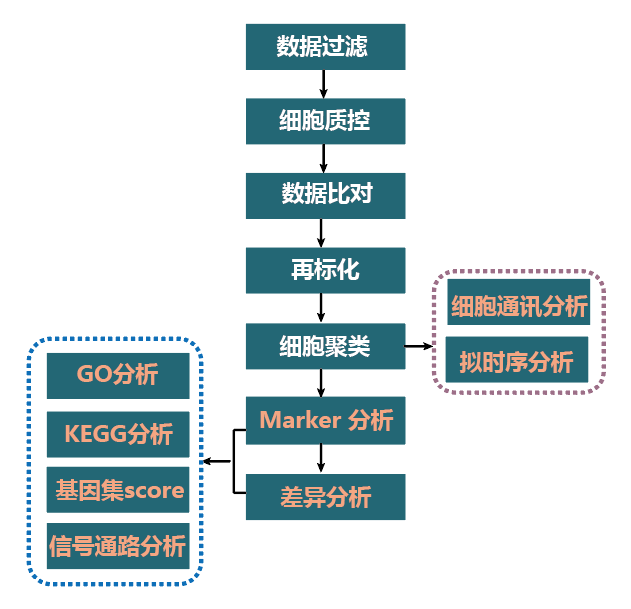 数据过滤
细胞质控
数据比对
再标化
细胞聚类
细胞通讯分析
拟时序分析
Marker 分析
差异分析
GO分析
KEGG分析
基因集score
信号通路分析